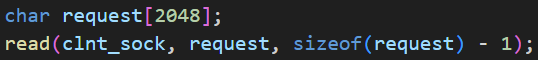 char request[2048];
read(clnt_sock, request, sizeof(request) - 1);